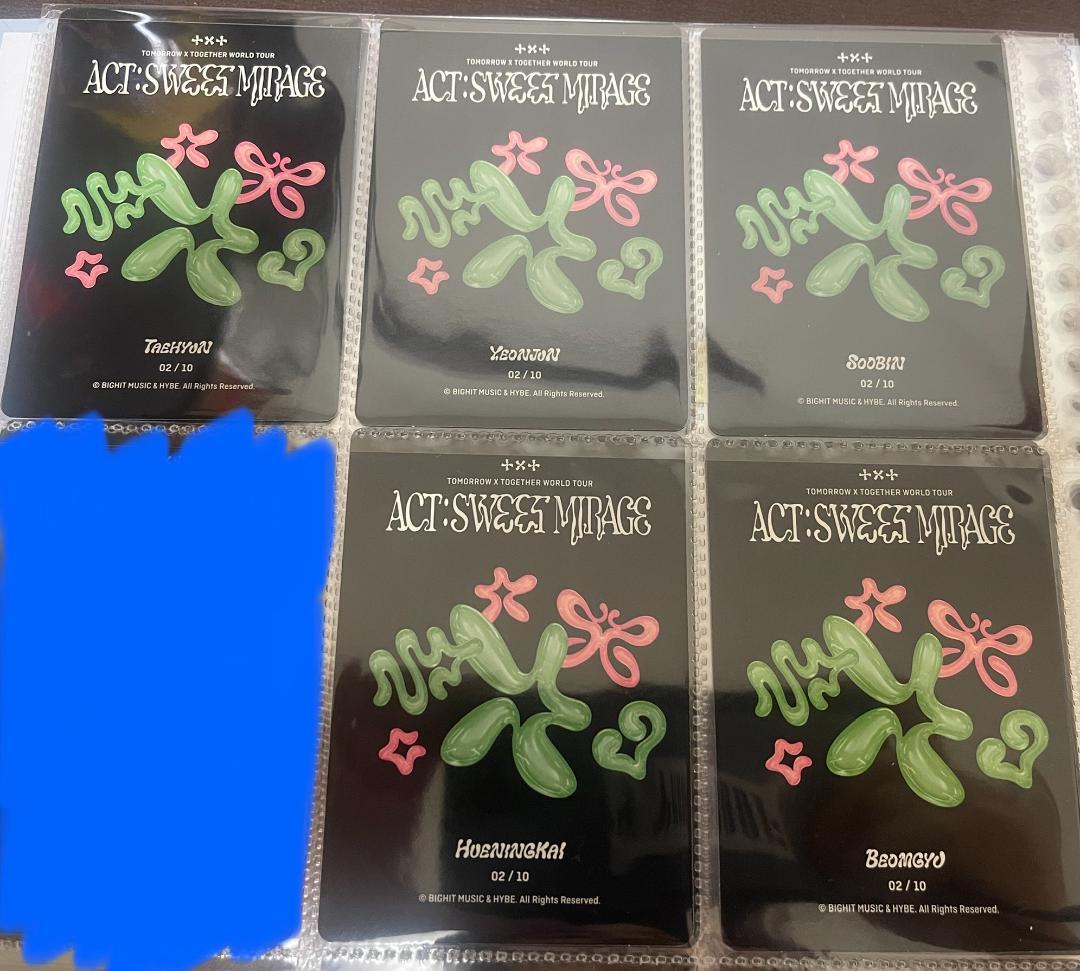 TOMORROW X TOGETHER WORLD TOUR
ACT:SWEET MIRAGE
TAEHYUN
02 / 10
© BIGHIT MUSIC & HYBE. All Rights Reserved.
TOMORROW X TOGETHER WORLD TOUR
ACT:SWEET MIRAGE
YEONJUN
02 / 10
© BIGHIT MUSIC & HYBE. All Rights Reserved.
TOMORROW X TOGETHER WORLD TOUR
ACT:SWEET MIRAGE
SOOBIN
02 / 10
© BIGHIT MUSIC & HYBE. All Rights Reserved.
TOMORROW X TOGETHER WORLD TOUR
ACT:SWEET MIRAGE
HUENINGKAI
02 / 10
© BIGHIT MUSIC & HYBE. All Rights Reserved.
TOMORROW X TOGETHER WORLD TOUR
ACT:SWEET MIRAGE
BEOMGYU
02 / 10
© BIGHIT MUSIC & HYBE. All Rights Reserved.